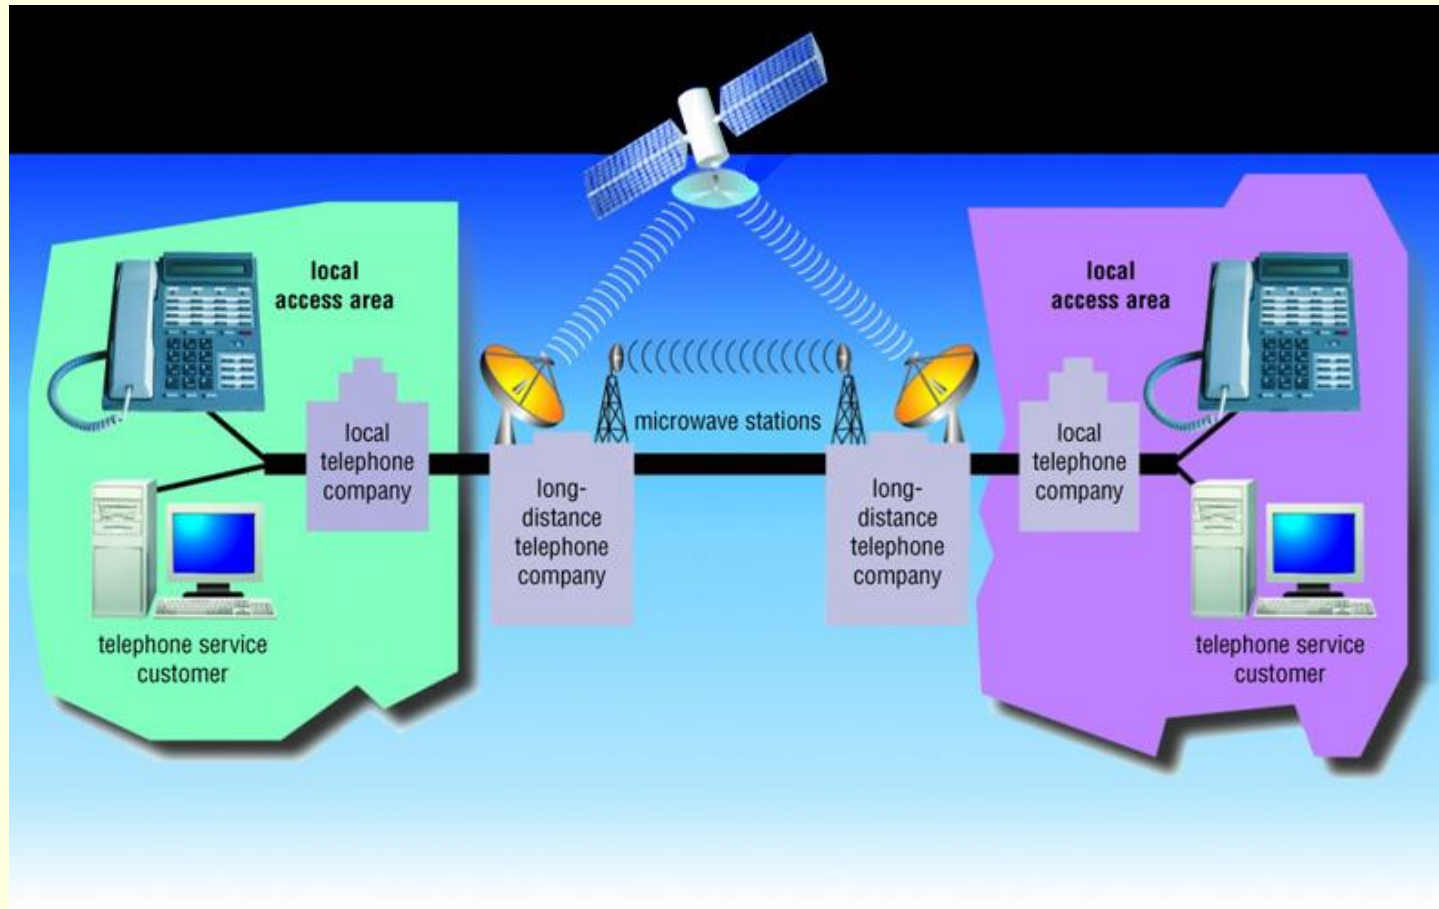 local
access area
local
access area
microwave stations
local
telephone
company
long-
distance
telephone
company
long-
distance
telephone
company
local
telephone
company
telephone service
customer
telephone service
customer